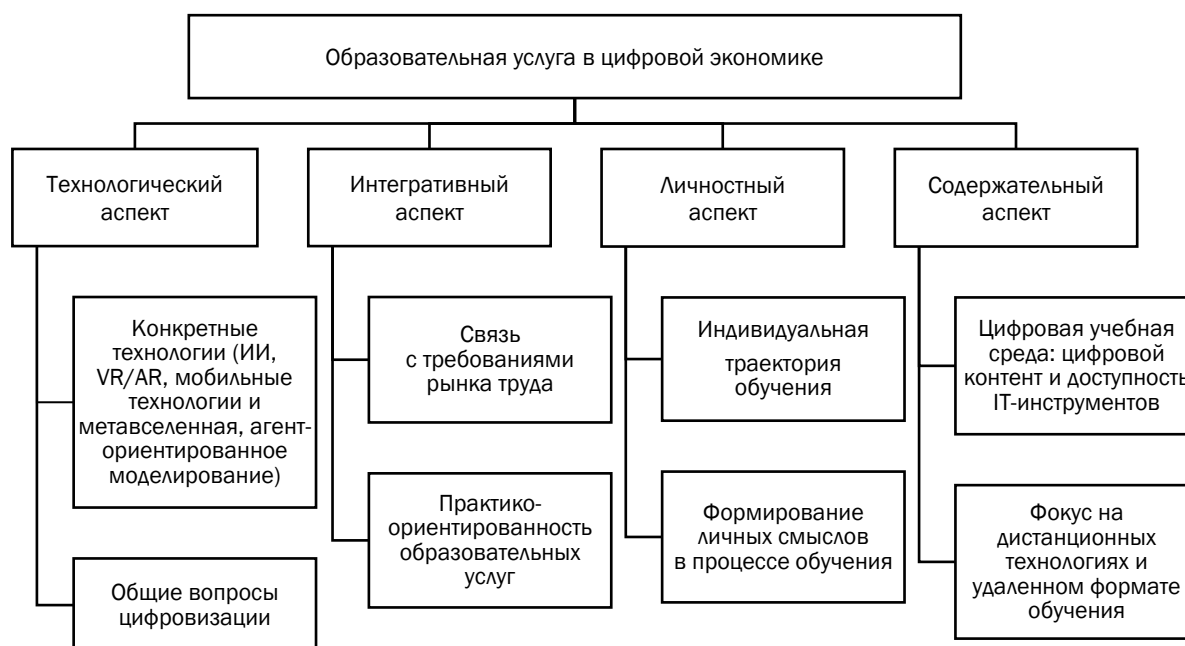 Образовательная услуга в цифровой экономике
Технологический
аспект
Интегративный
аспект
Личностный
аспект
Содержательный
аспект
Конкретные
технологии (ИИ,
VR/AR, мобильные
технологии и
метавселенная, агент-
ориентированное
моделирование)
Общие вопросы
цифровизации
Связь
с требованиями
рынка труда
Практико-
ориентированность
образовательных
услуг
Индивидуальная
траектория
обучения
Формирование
личных смыслов
в процессе обучения
Цифровая учебная
среда: цифровой
контент и доступность
IT-инструментов
Фокус на
дистанционных
технологиях и
удаленном формате
обучения